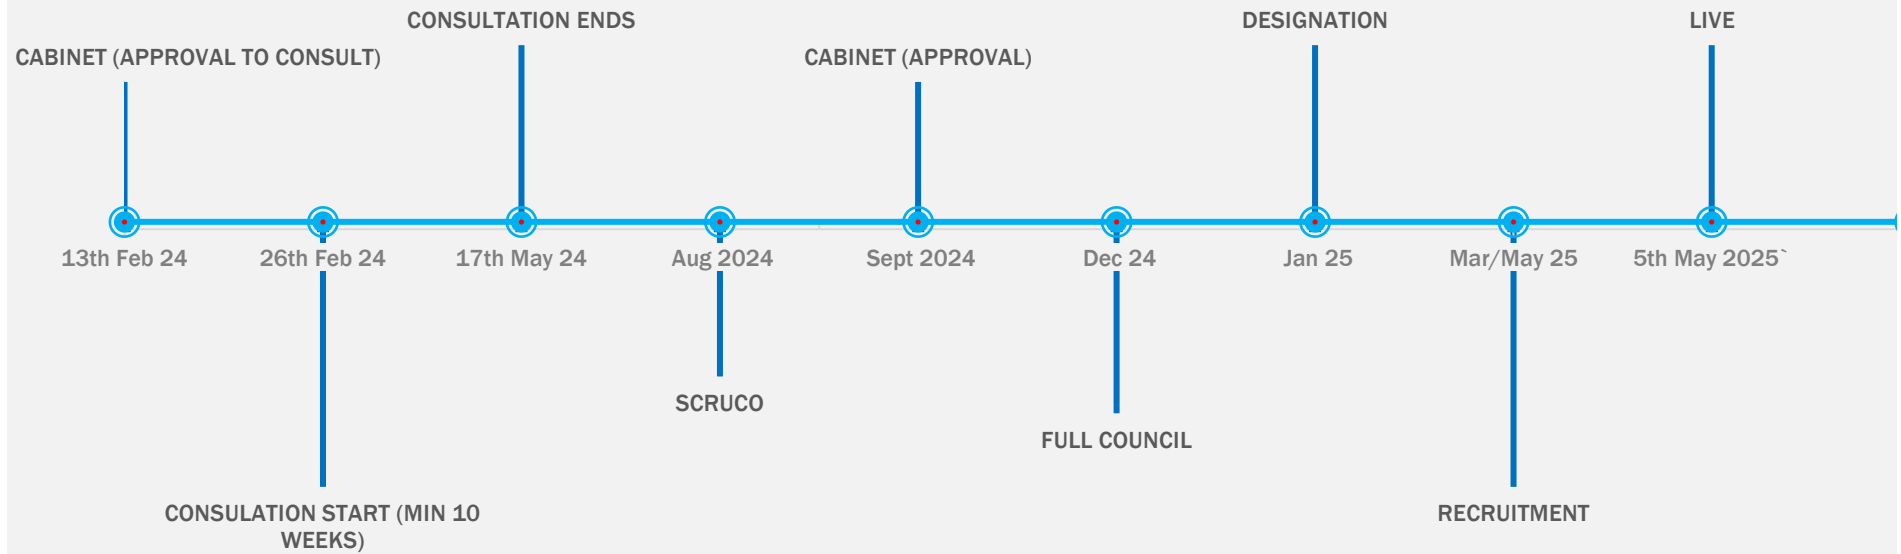 CONSULTATION ENDS
DESIGNATION
LIVE
CABINET (APPROVAL TO CONSULT)
CABINET (APPROVAL)
13th Feb 24
26th Feb 24
17th May 24
Aug 2024
Sept 2024
Dec 24
Jan 25
Mar/May 25
5th May 2025`
SCRUCO
FULL COUNCIL
CONSULATION START (MIN 10
WEEKS)
RECRUITMENT